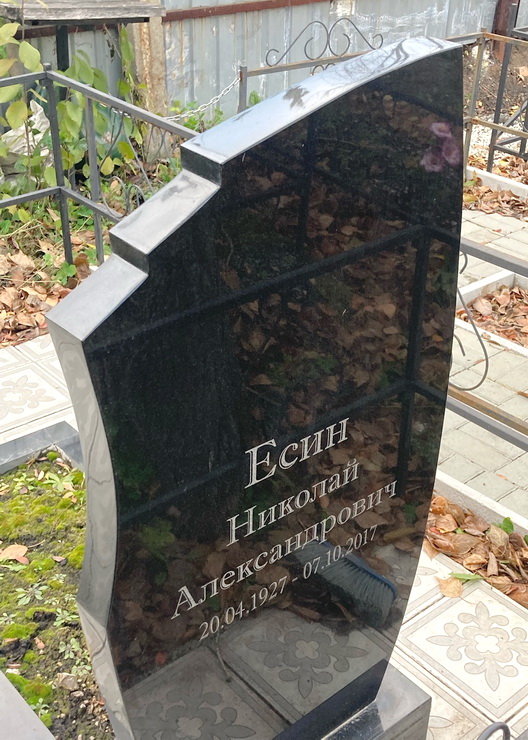 Есин
Николай
Александрович
20.04.1927 - 07.10.2017